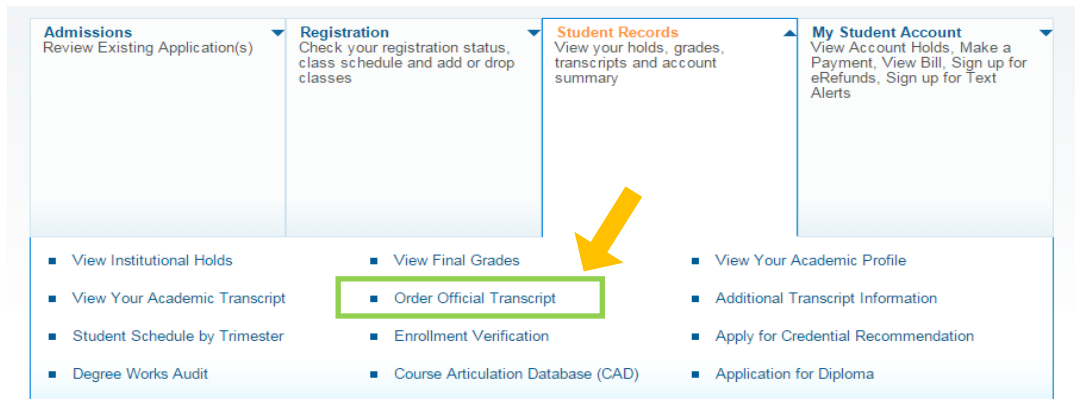 Admissions
Review Existing Application(s)
Registration
Check your registration status,
class schedule and add or drop
classes
Student Records
View your holds, grades,
transcripts and account
summary
My Student Account
View Account Holds, Make a
Payment, View Bill, Sign up for
eRefunds, Sign up for Text
Alerts
View Institutional Holds
View Final Grades
View Your Academic Profile
View Your Academic Transcript
Order Official Transcript
Additional Transcript Information
Student Schedule by Trimester
Enrollment Verification
Apply for Credential Recommendation
Degree Works Audit
Course Articulation Database (CAD)
Application for Diploma